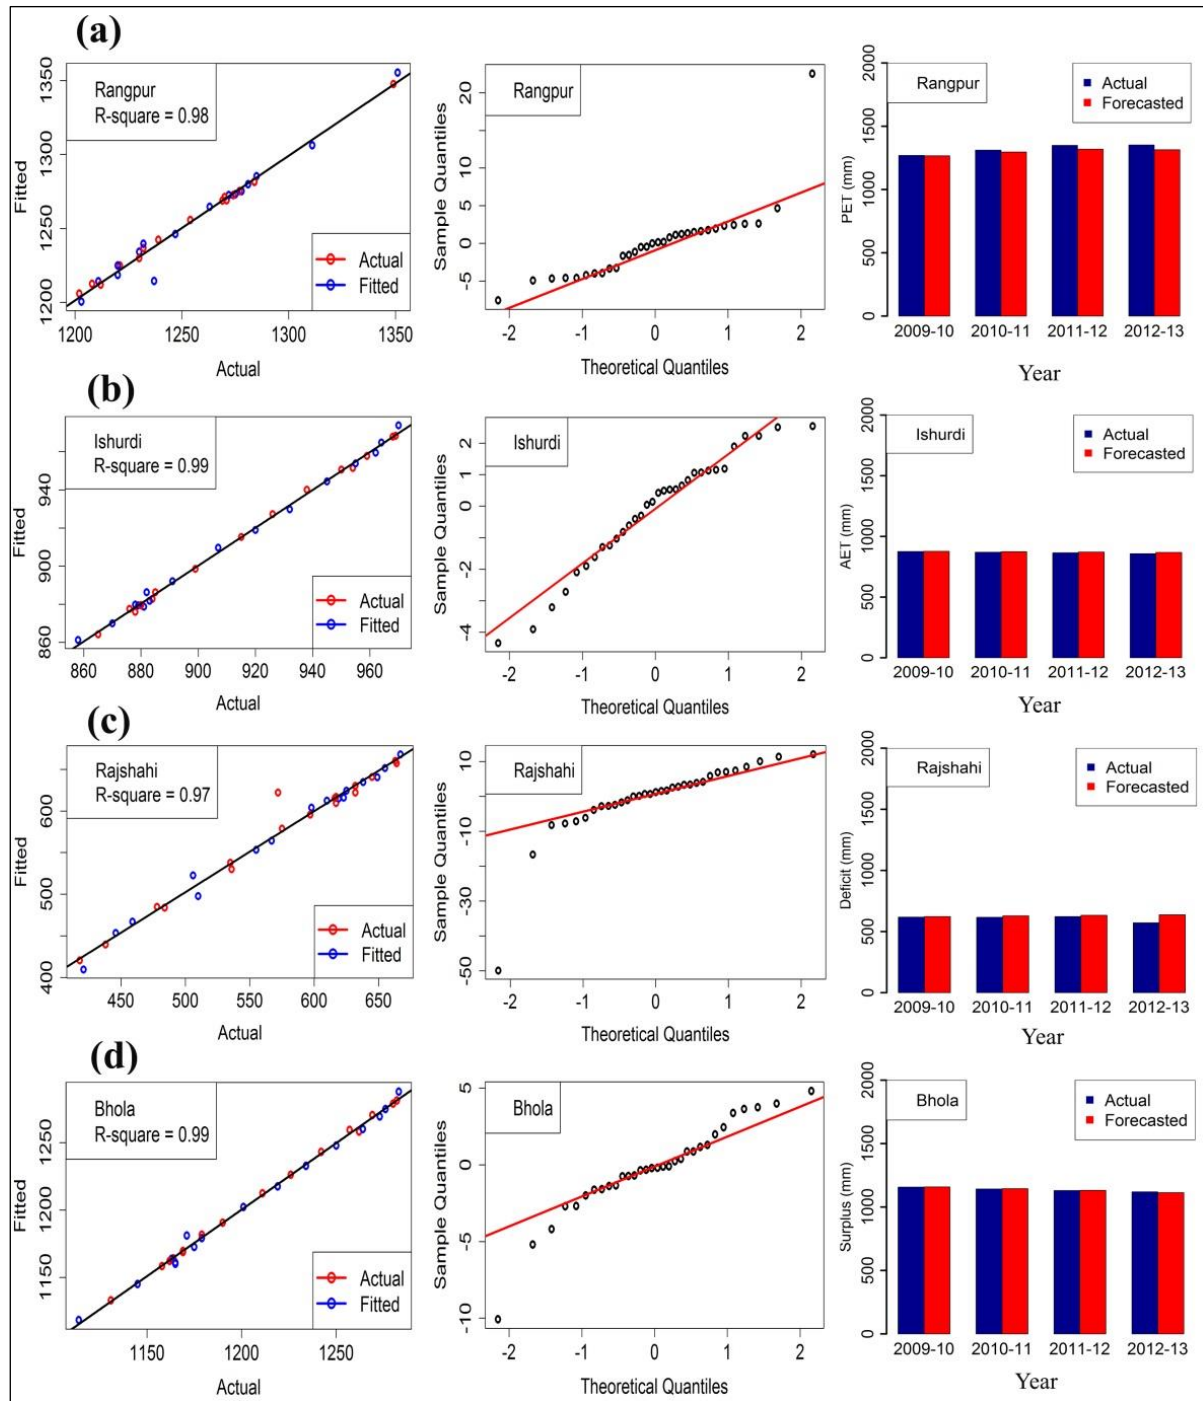 (a)
Rangpur
R-square = 0.98
Actual
Fitted
Fitted
1200 1250 1300 1350
1200 1250 1300 1350
Actual
Rangpur
Sample Quantiles
-5 0 5 10 15 20
-2 -1 0 1 2
Theoretical Quantiles
Rangpur
Actual
Forecasted
PET (mm)
0 500 1000 1500 2000
2009-10 2010-11 2011-12 2012-13
Year
(b)
Ishurdi
R-square = 0.99
Actual
Fitted
Fitted
860 900 940
860 880 900 920 940 960
Actual
Ishurdi
Sample Quantiles
-4 -2 0 2
-2 -1 0 1 2
Theoretical Quantiles
Ishurdi
Actual
Forecasted
AET (mm)
0 500 1000 1500 2000
2009-10 2010-11 2011-12 2012-13
Year
(c)
Rajshahi
R-square = 0.97
Actual
Fitted
Fitted
400 500 600
450 500 550 600 650
Actual
Rajshahi
Sample Quantiles
-50 -30 -10 10
-2 -1 0 1 2
Theoretical Quantiles
Rajshahi
Actual
Forecasted
Deficit (mm)
0 500 1000 1500 2000
2009-10 2010-11 2011-12 2012-13
Year
(d)
Bhola
R-square = 0.99
Actual
Fitted
Fitted
1150 1200 1250
1150 1200 1250
Actual
Bhola
Sample Quantiles
-10 -5 0 5
-2 -1 0 1 2
Theoretical Quantiles
Bhola
Actual
Forecasted
Surplus (mm)
0 500 1000 1500 2000
2009-10 2010-11 2011-12 2012-13
Year